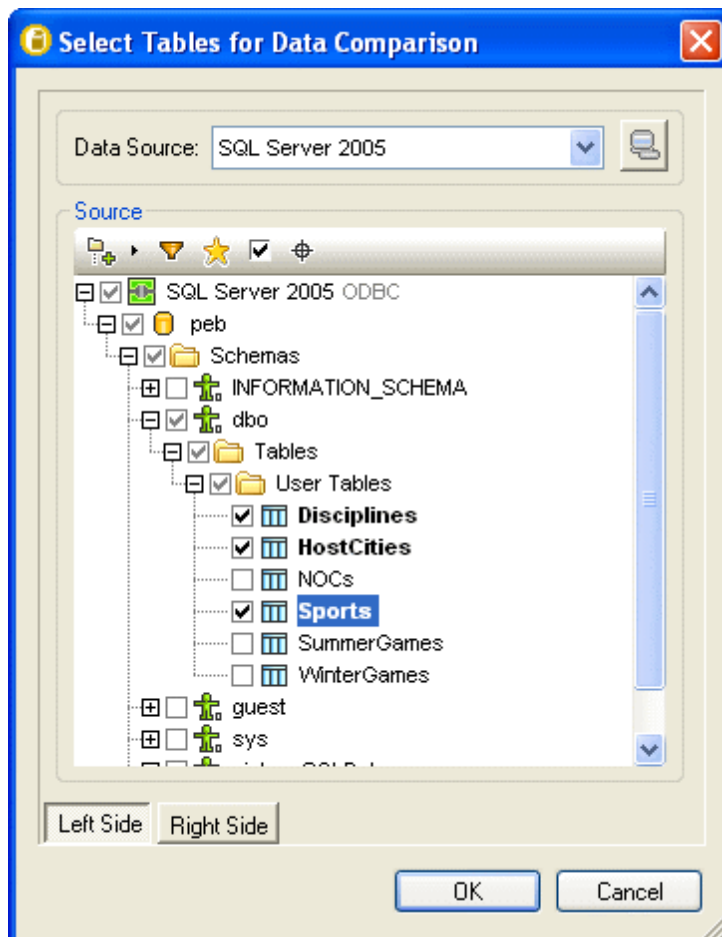 Select Tables for Data Comparison
Data Source: SQL Server 2005
Source
SQL Server 2005 ODBC
peb
Schemas
INFORMATION_SCHEMA
dbo
Tables
User Tables
Disciplines
HostCities
NOCs
Sports
SummerGames
WinterGames
guest
sys
Left Side Right Side
OK Cancel